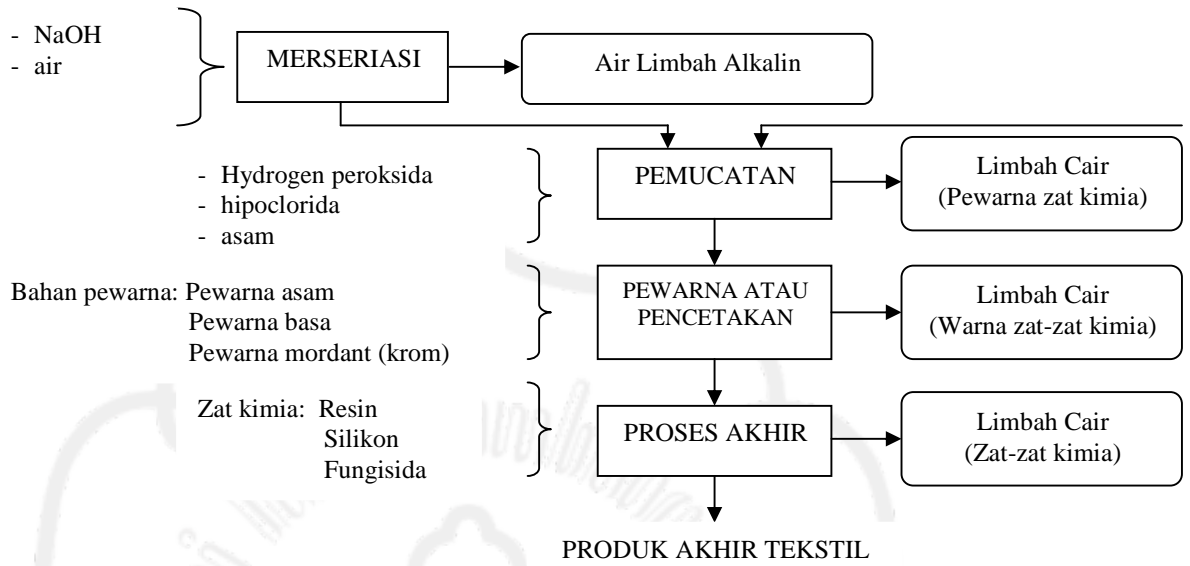 - NaOH
- air
MERSERIASI
Air Limbah Alkalin
- Hydrogen peroksida
- hipoclorida
- asam
PEMUCATAN
Limbah Cair
(Pewarna zat kimia)
Bahan pewarna: Pewarna asam
Pewarna basa
Pewarna mordant (krom)
PEWARNA ATAU
PENCETAKAN
Limbah Cair
(Warna zat-zat kimia)
Zat kimia: Resin
Silikon
Fungisida
PROSES AKHIR
Limbah Cair
(Zat-zat kimia)
PRODUK AKHIR TEKSTIL